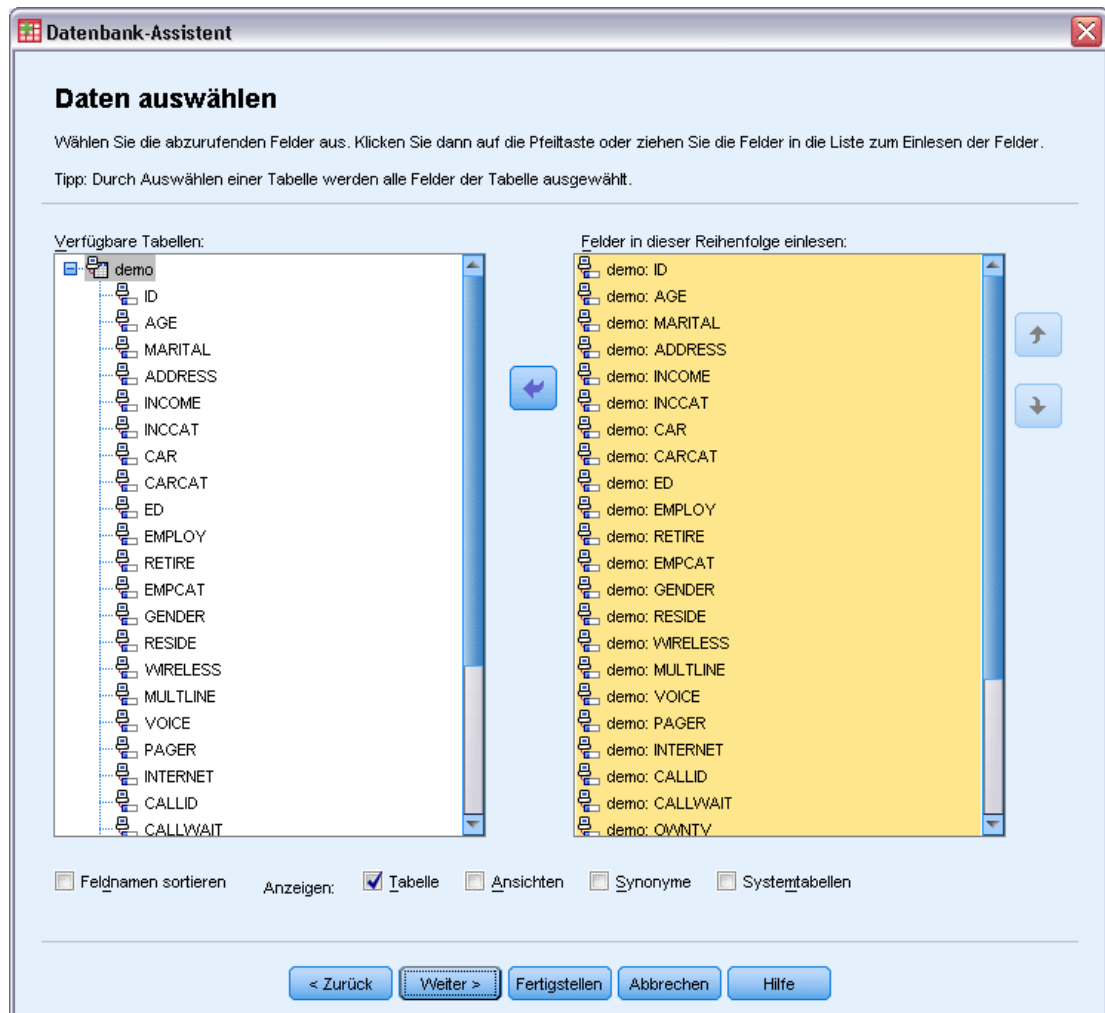 Datenbank-Assistent
Daten auswählen
Wählen Sie die abzurufenden Felder aus. Klicken Sie dann auf die Pfeiltaste oder ziehen Sie die Felder in die Liste zum Einlesen der Felder.
Tipp: Durch Auswählen einer Tabelle werden alle Felder der Tabelle ausgewählt.
Verfügbare Tabellen:
demo
ID
AGE
MARITAL
ADDRESS
INCOME
INCCAT
CAR
CARCAT
ED
EMPLOY
RETIRE
EMPCAT
GENDER
RESIDE
WIRELESS
MULTLINE
VOICE
PAGER
INTERNET
CALLID
CALLWAIT
Felder in dieser Reihenfolge einlesen:
demo: ID
demo: AGE
demo: MARITAL
demo: ADDRESS
demo: INCOME
demo: INCCAT
demo: CAR
demo: CARCAT
demo: ED
demo: EMPLOY
demo: RETIRE
demo: EMPCAT
demo: GENDER
demo: RESIDE
demo: WIRELESS
demo: MULTLINE
demo: VOICE
demo: PAGER
demo: INTERNET
demo: CALLID
demo: CALLWAIT
demo: OWNTV
Feldnamen sortieren Anzeigen: Tabelle Ansichten Synonyme Systemtabellen
< Zurück Weiter > Fertigstellen Abbrechen Hilfe